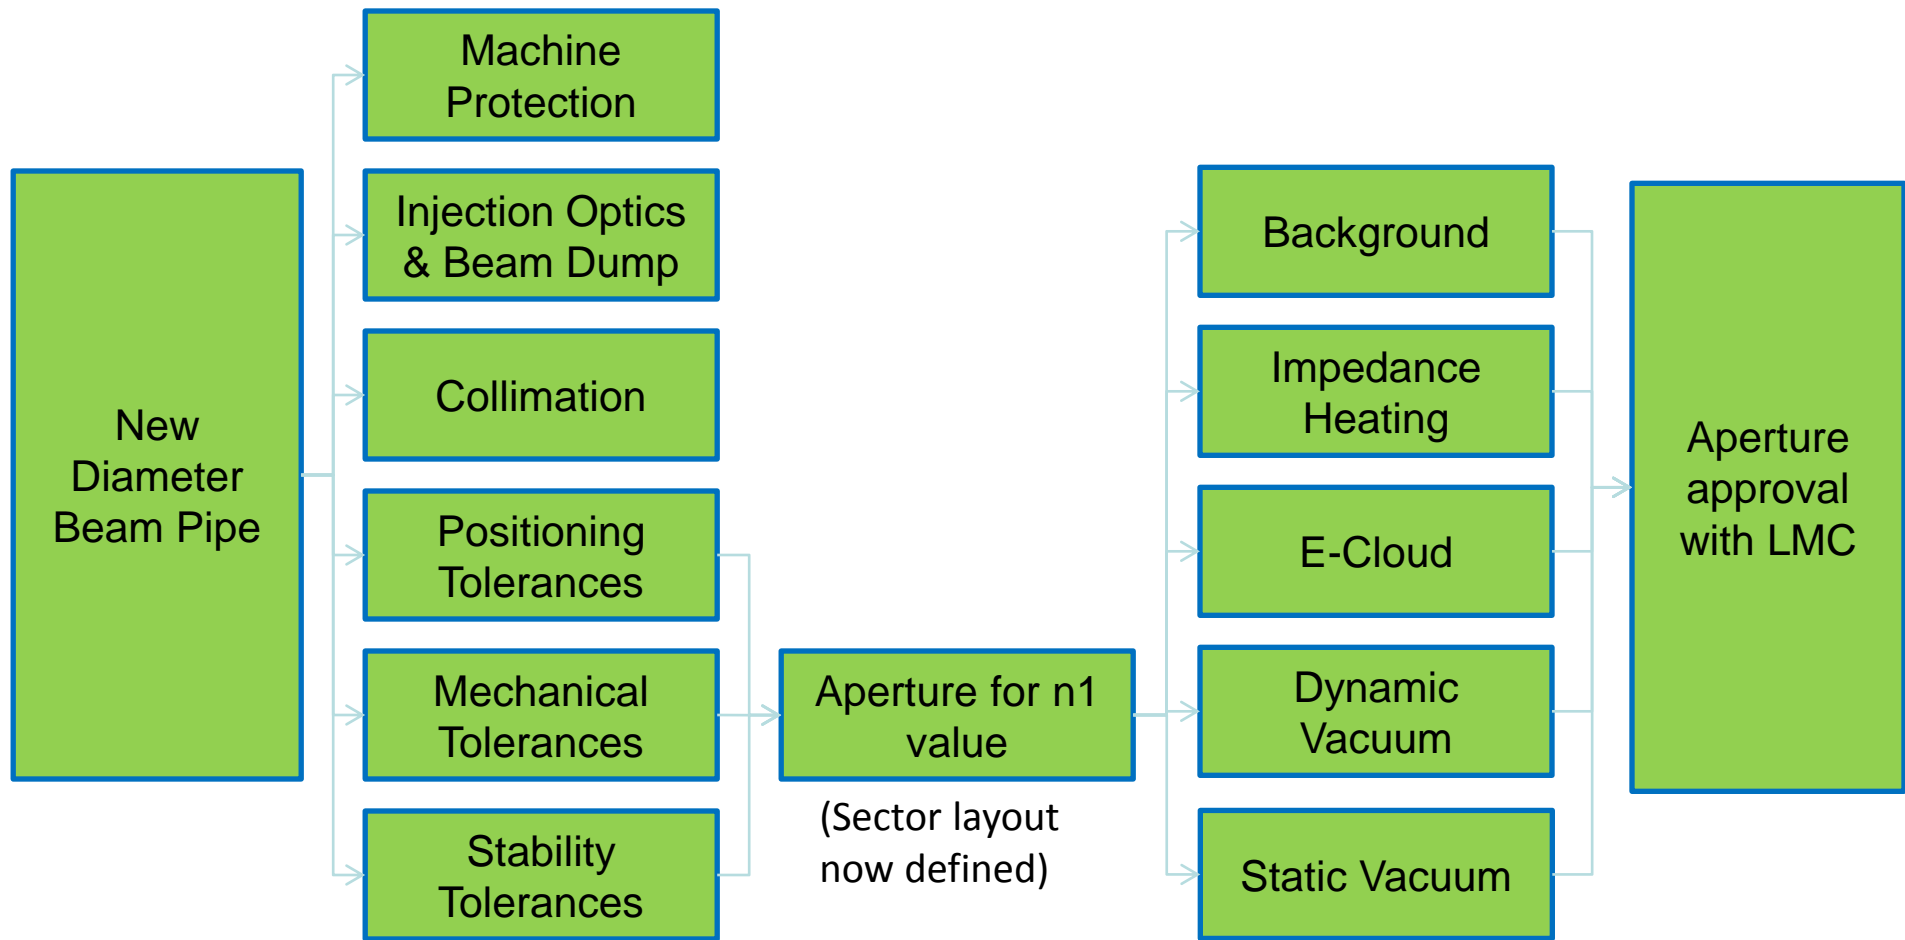 New
Diameter
Beam Pipe
Machine
Protection
Injection Optics
& Beam Dump
Collimation
Positioning
Tolerances
Mechanical
Tolerances
Stability
Tolerances
Aperture for n1
value
(Sector layout
now defined)
Background
Impedance
Heating
E-Cloud
Dynamic
Vacuum
Static Vacuum
Aperture
approval
with LMC